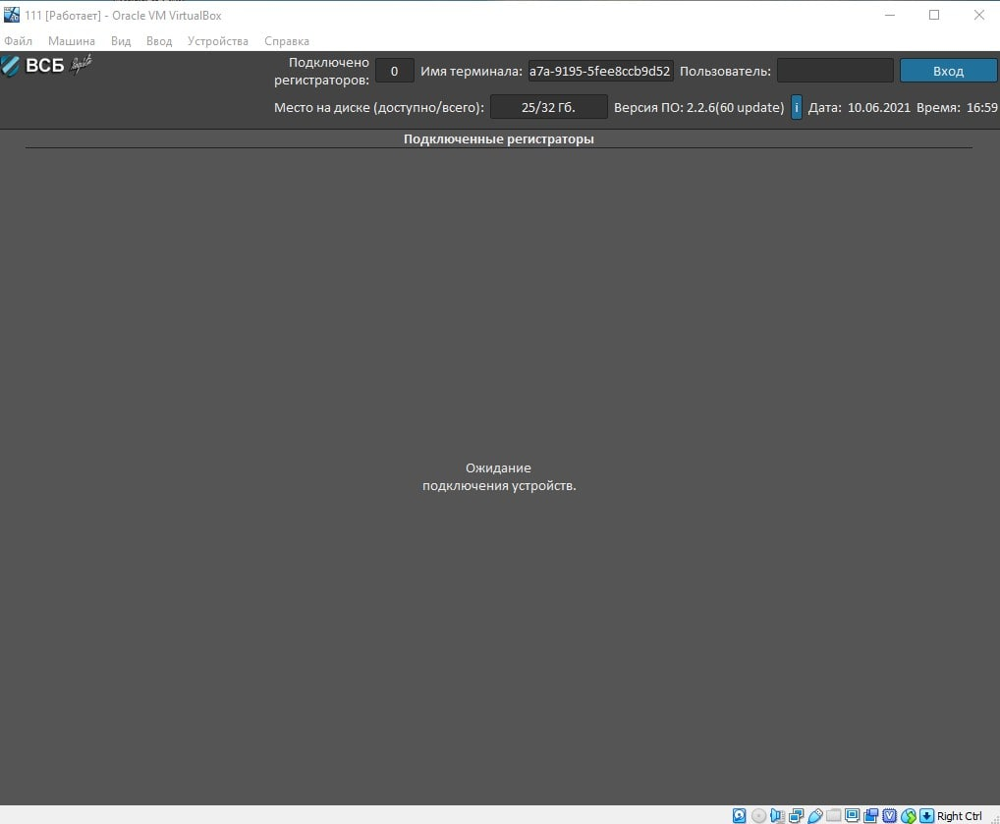 111 [Работает] - Oracle VM VirtualBox
Файл Машина Вид Ввод Устройства Справка
ВСБ
Подключено регистраторов: 0 Имя терминала: a7a-9195-5fee8ccb9d52 Пользователь: Вход
Место на диске (доступно/всего): 25/32 Гб. Версия ПО: 2.2.6(60 update) i Дата: 10.06.2021 Время: 16:59
Подключенные регистраторы
Ожидание
подключения устройств.
Right Ctrl